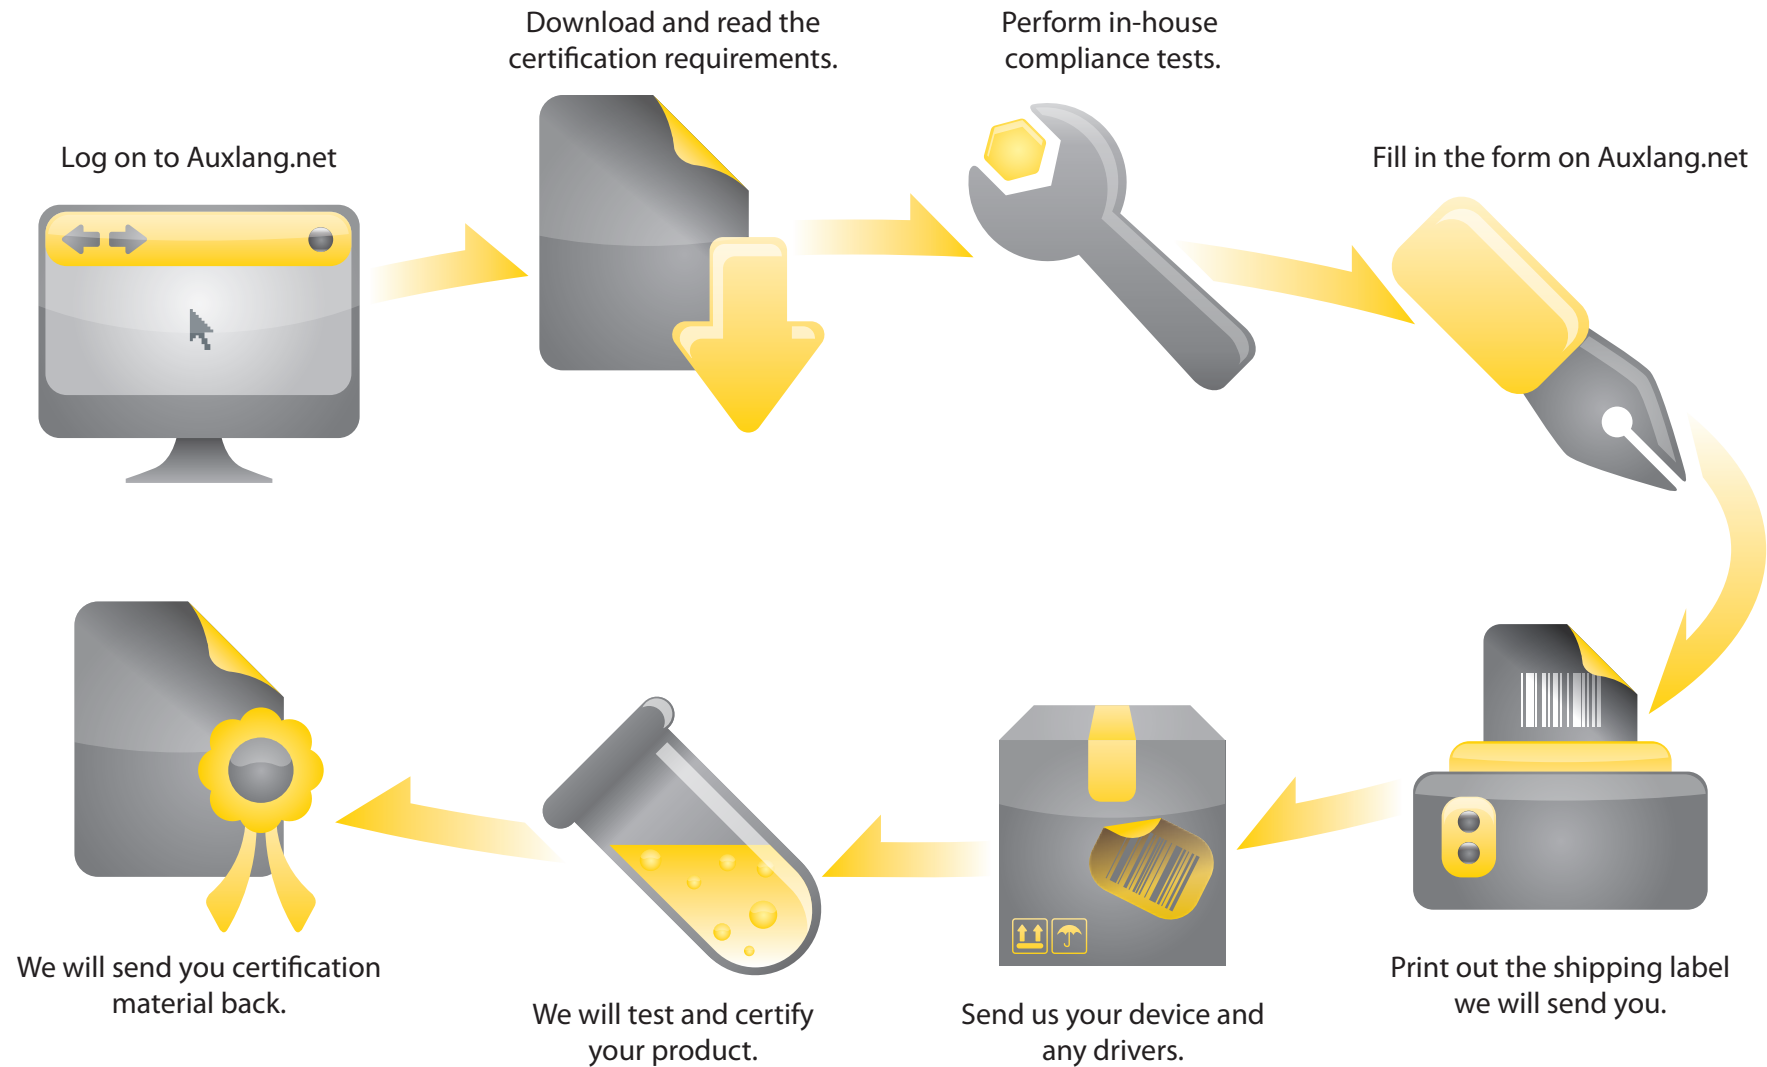 Log on to Auxlang.net
Download and read the
certification requirements.
Perform in-house
compliance tests.
Fill in the form on Auxlang.net
Print out the shipping label
we will send you.
Send us your device and
any drivers.
We will test and certify
your product.
We will send you certification
material back.